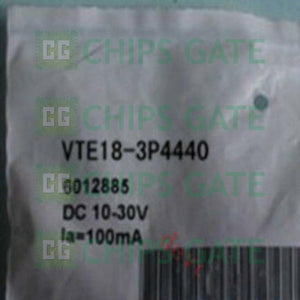 CHIPS GATE
CHIPS GATE
VTE18-3P4440
6012885
DC 10-30V
Ia=100mA
CHIPS GATE